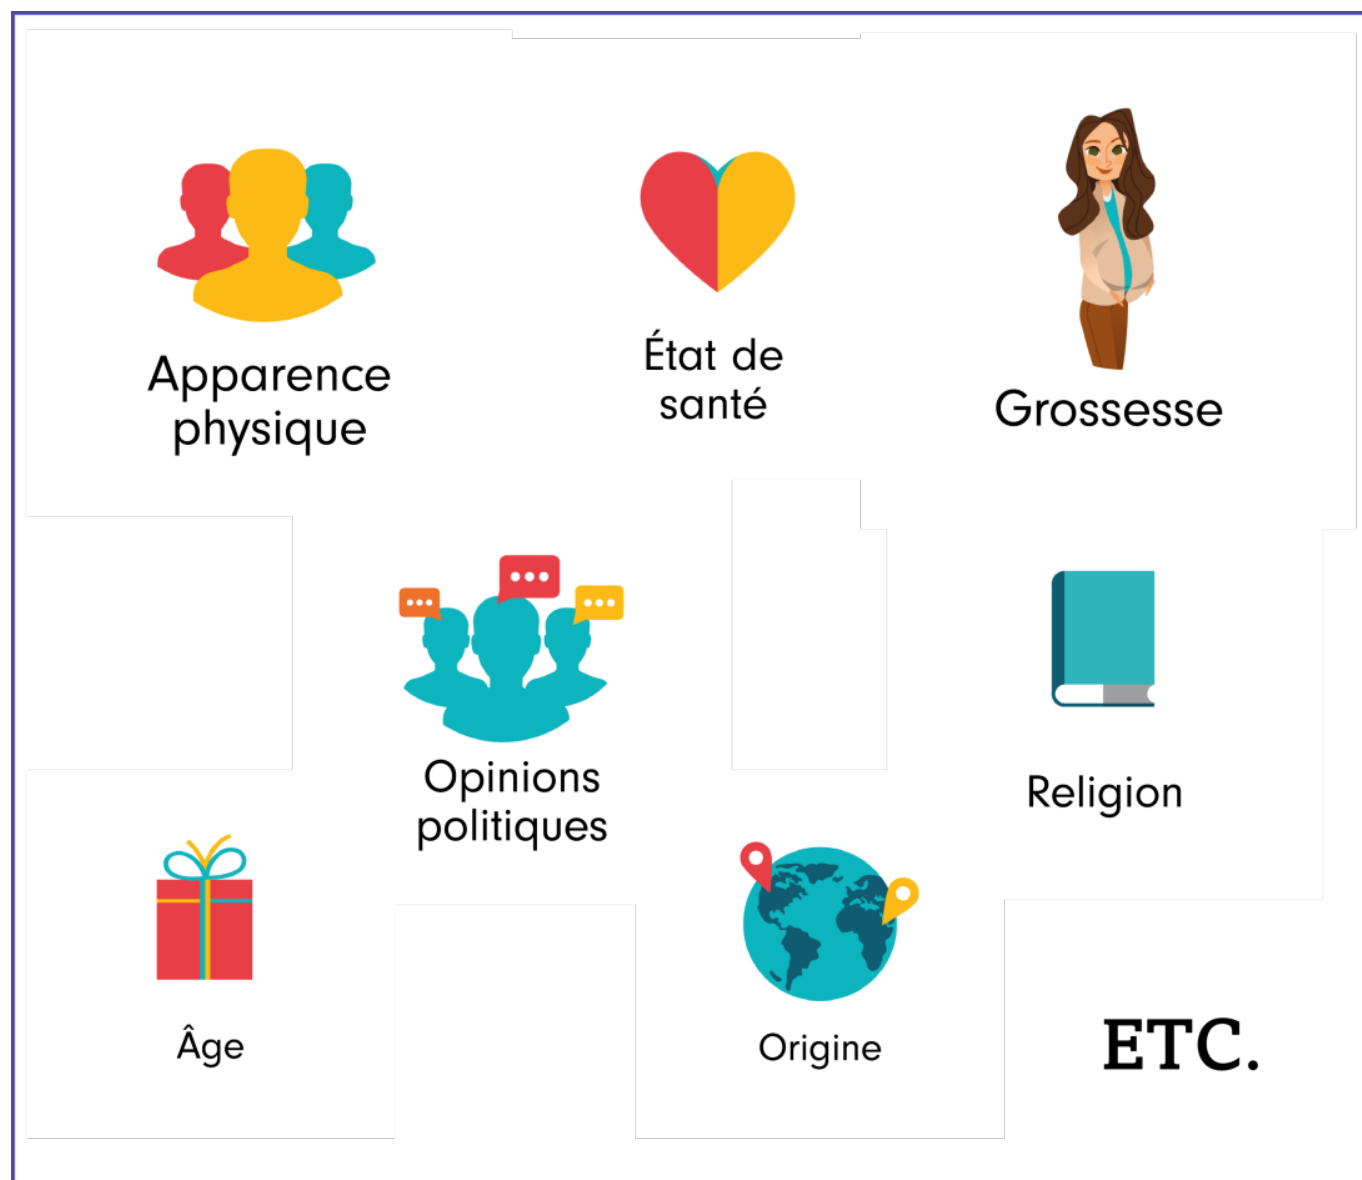 Apparence
physique
État de
santé
Grossesse
Opinions
politiques
Religion
Âge
Origine
ETC.